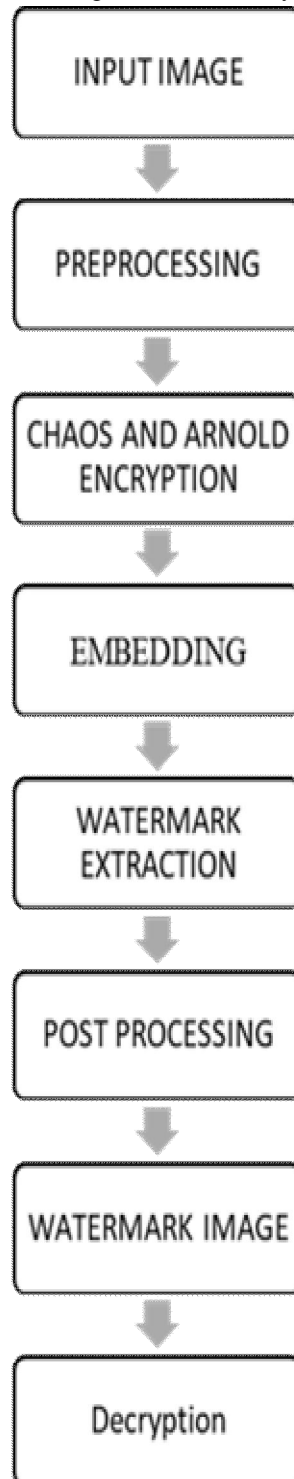 INPUT IMAGE
PREPROCESSING
CHAOS AND ARNOLD
ENCRYPTION
EMBEDDING
WATERMARK
EXTRACTION
POST PROCESSING
WATERMARK IMAGE
Decryption